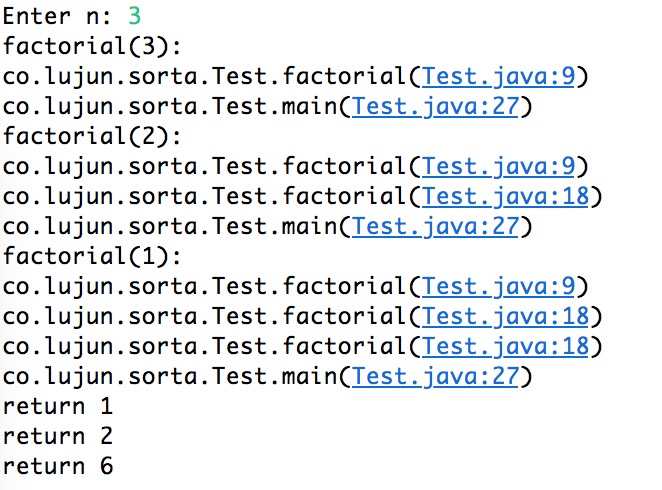 Enter n: 3
factorial(3):
co.lujun.sorta.Test.factorial(Test.java:9)
co.lujun.sorta.Test.main(Test.java:27)
factorial(2):
co.lujun.sorta.Test.factorial(Test.java:9)
co.lujun.sorta.Test.factorial(Test.java:18)
co.lujun.sorta.Test.main(Test.java:27)
factorial(1):
co.lujun.sorta.Test.factorial(Test.java:9)
co.lujun.sorta.Test.factorial(Test.java:18)
co.lujun.sorta.Test.factorial(Test.java:18)
co.lujun.sorta.Test.main(Test.java:27)
return 1
return 2
return 6